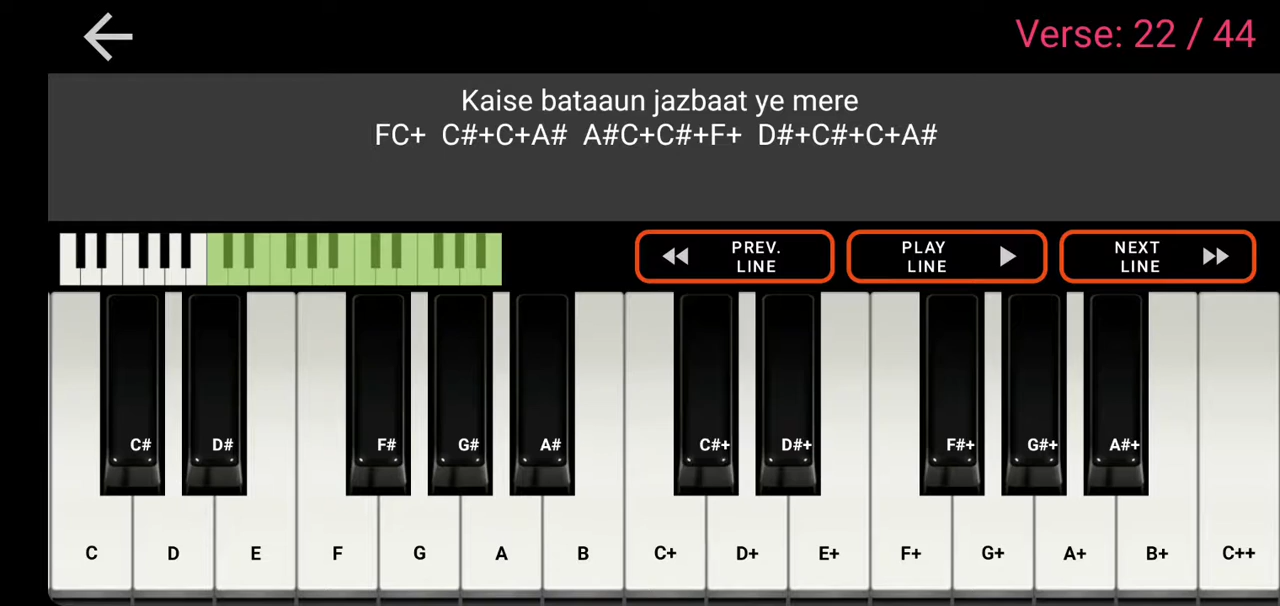 Verse: 22 / 44
Kaise bataaun jazbaat ye mere
FC+ C#+C+A# A#C+C#+F+ D#+C#+C+A#
PREV. LINE
PLAY LINE
NEXT LINE
C# D# F# G# A# C#+ D#+ F#+ G#+ A#+
C D E F G A B C+ D+ E+ F+ G+ A+ B+ C++